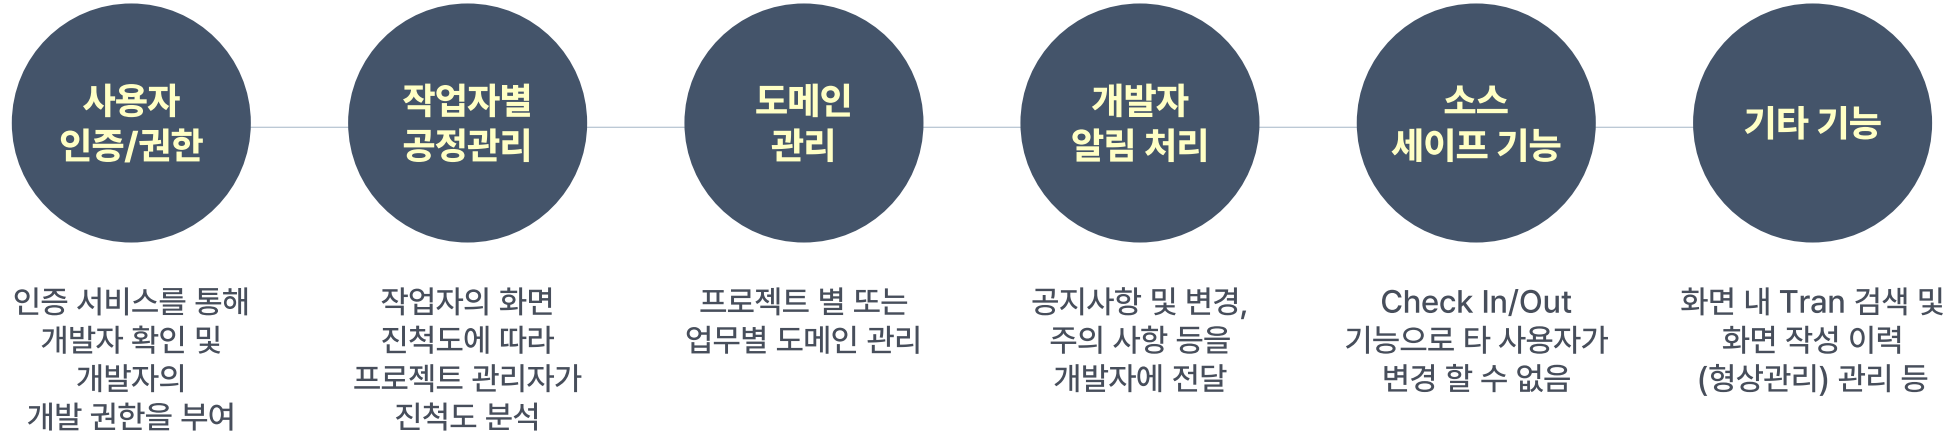 사용자
인증/권한
작업자별
공정관리
도메인
관리
개발자
알림 처리
소스
세이프 기능
기타 기능
인증 서비스를 통해
개발자 확인 및
개발자의
개발 권한을 부여
작업자의 화면
진척도에 따라
프로젝트 관리자가
진척도 분석
프로젝트 별 또는
업무별 도메인 관리
공지사항 및 변경,
주의 사항 등을
개발자에 전달
Check In/Out
기능으로 타 사용자가
변경 할 수 없음
화면 내 Tran 검색 및
화면 작성 이력
(형상관리) 관리 등